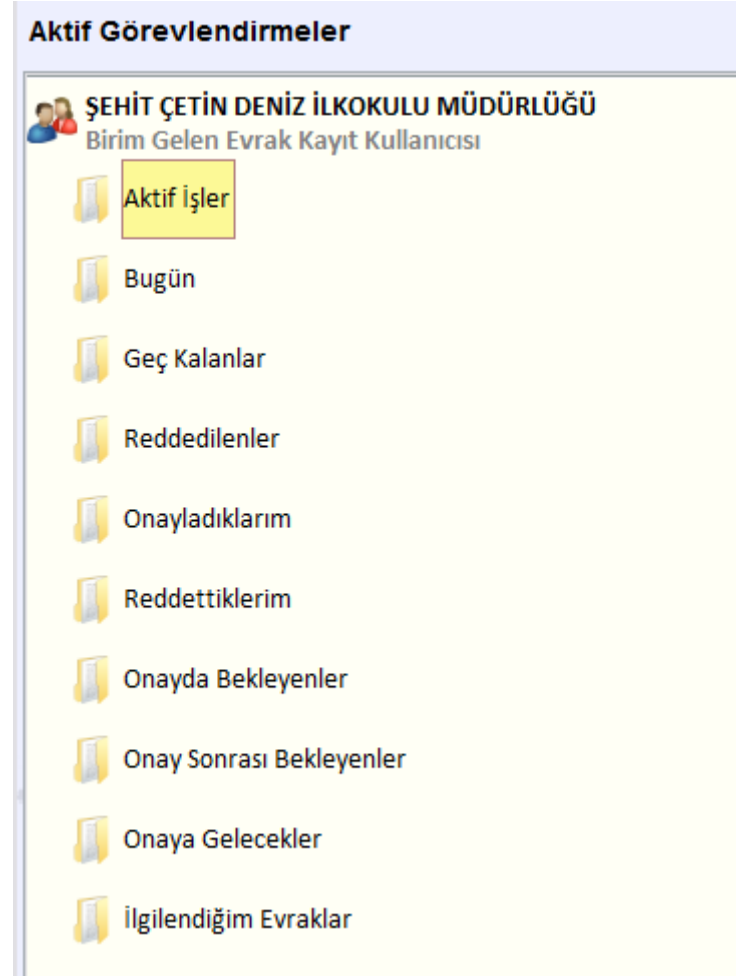 Aktif Görevlendirmeler
ŞEHİT ÇETİN DENİZ İLKOKULU MÜDÜRLÜĞÜ
Birim Gelen Evrak Kayıt Kullanıcısı
Aktif İşler
Bugün
Geç Kalanlar
Reddedilenler
Onayladıklarım
Reddettiklerim
Onayda Bekleyenler
Onay Sonrası Bekleyenler
Onaya Gelecekler
İlgilendiğim Evraklar